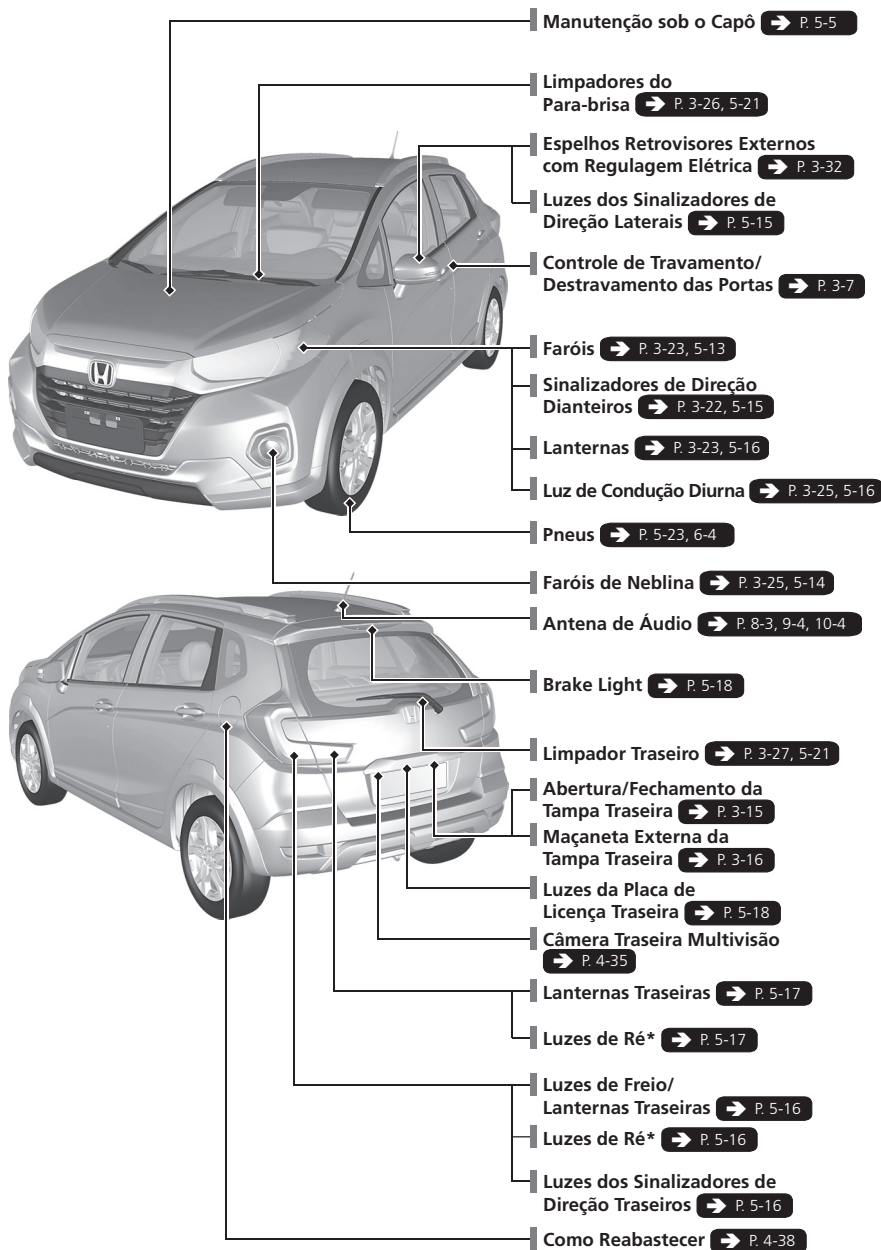 Manutenção sob o Capô ➔ P. 5-5
Limpadores do
Para-brisa ➔ P. 3-26, 5-21
Espelhos Retrovisores Externos
com Regulagem Elétrica ➔ P. 3-32
Luzes dos Sinalizadores de
Direção Laterais ➔ P. 5-15
Controle de Travamento/
Destravamento das Portas ➔ P. 3-7
Faróis ➔ P. 3-23, 5-13
Sinalizadores de Direção
Dianteiros ➔ P. 3-22, 5-15
Lanternas ➔ P. 3-23, 5-16
Luz de Condução Diurna ➔ P. 3-25, 5-16
Pneus ➔ P. 5-23, 6-4
Faróis de Neblina ➔ P. 3-25, 5-14
Antena de Áudio ➔ P. 8-3, 9-4, 10-4
Brake Light ➔ P. 5-18
Limpador Traseiro ➔ P. 3-27, 5-21
Abertura/Fechamento da
Tampa Traseira ➔ P. 3-15
Maçaneta Externa da
Tampa Traseira ➔ P. 3-16
Luzes da Placa de
Licença Traseira ➔ P. 5-18
Câmera Traseira Multivisão
➔ P. 4-35
Lanternas Traseiras ➔ P. 5-17
Luzes de Ré* ➔ P. 5-17
Luzes de Freio/
Lanternas Traseiras ➔ P. 5-16
Luzes de Ré* ➔ P. 5-16
Luzes dos Sinalizadores de
Direção Traseiros ➔ P. 5-16
Como Reabastecer ➔ P. 4-38